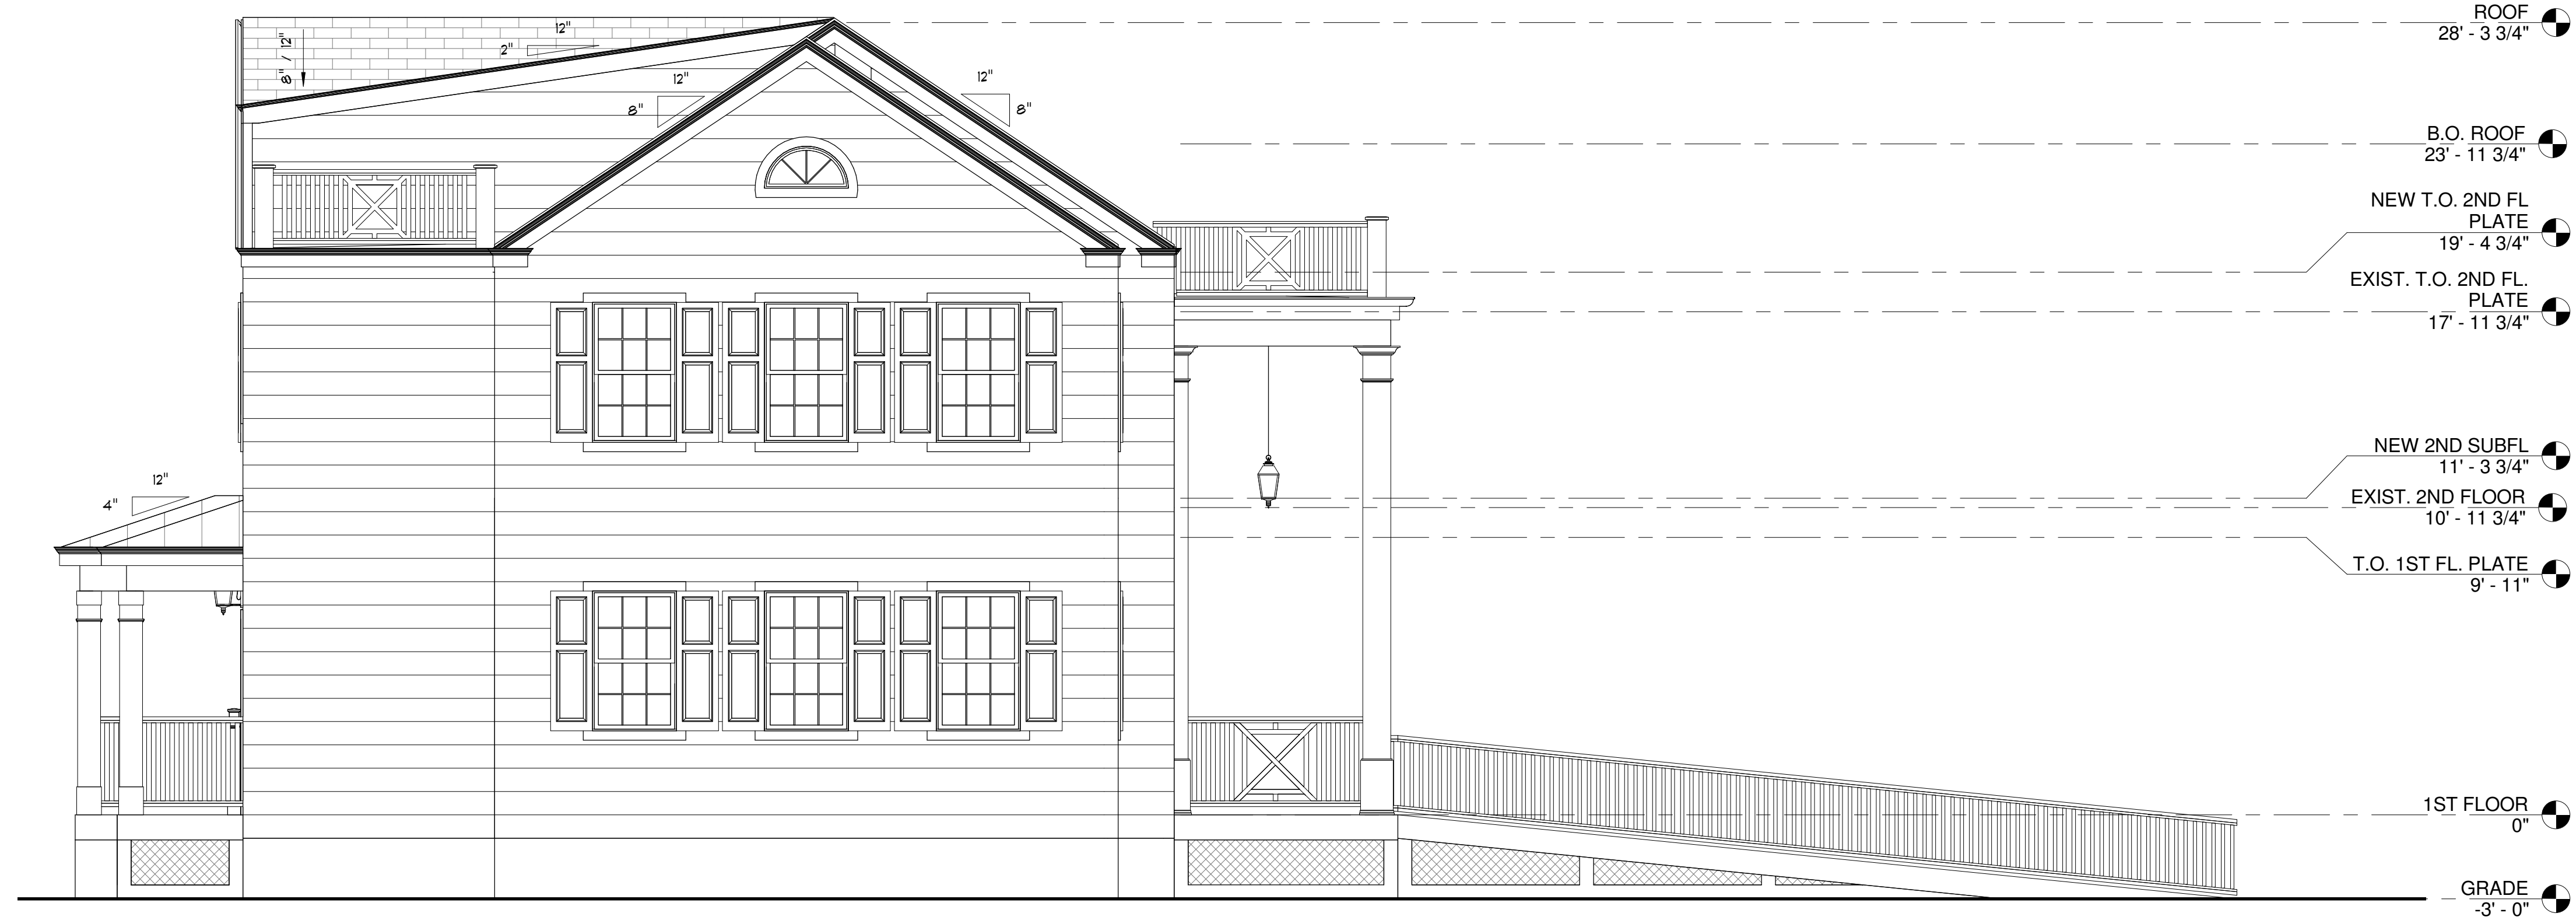 12"
2"
8" / 12"
12"
8"
12"
8"
12"
4"
ROOF
28' - 3 3/4"
B.O. ROOF
23' - 11 3/4"
NEW T.O. 2ND FL
PLATE
19' - 4 3/4"
EXIST. T.O. 2ND FL.
PLATE
17' - 11 3/4"
NEW 2ND SUBFL
11' - 3 3/4"
EXIST. 2ND FLOOR
10' - 11 3/4"
T.O. 1ST FL. PLATE
9' - 11"
1ST FLOOR
0"
GRADE
-3' - 0"